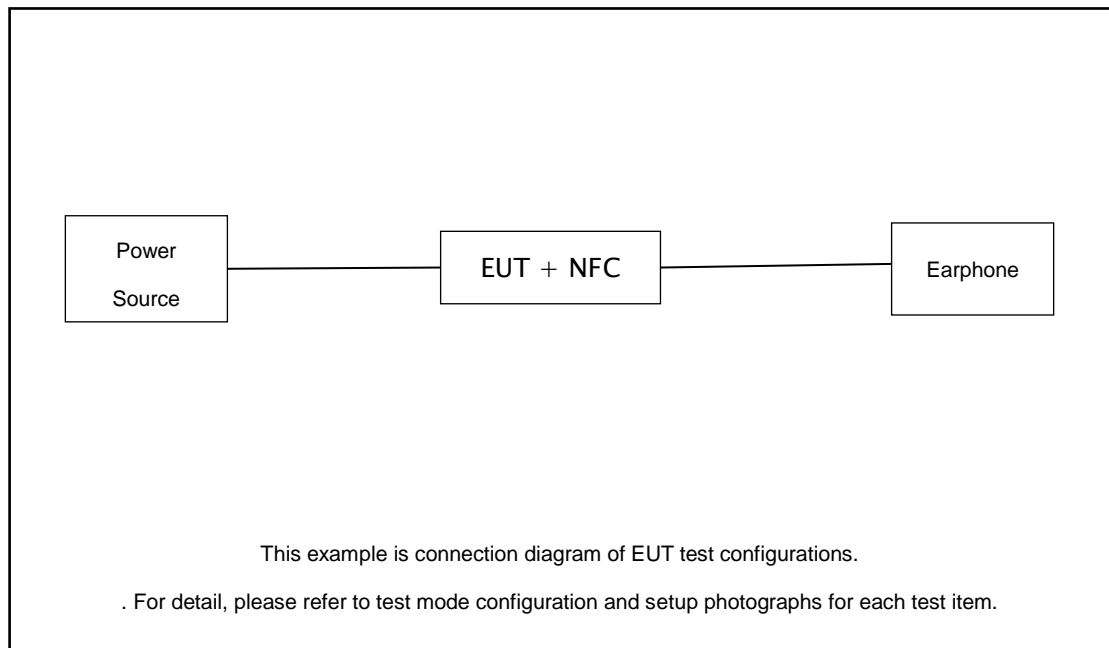 Power
Source
EUT + NFC
Earphone
This example is connection diagram of EUT test configurations.
. For detail, please refer to test mode configuration and setup photographs for each test item.